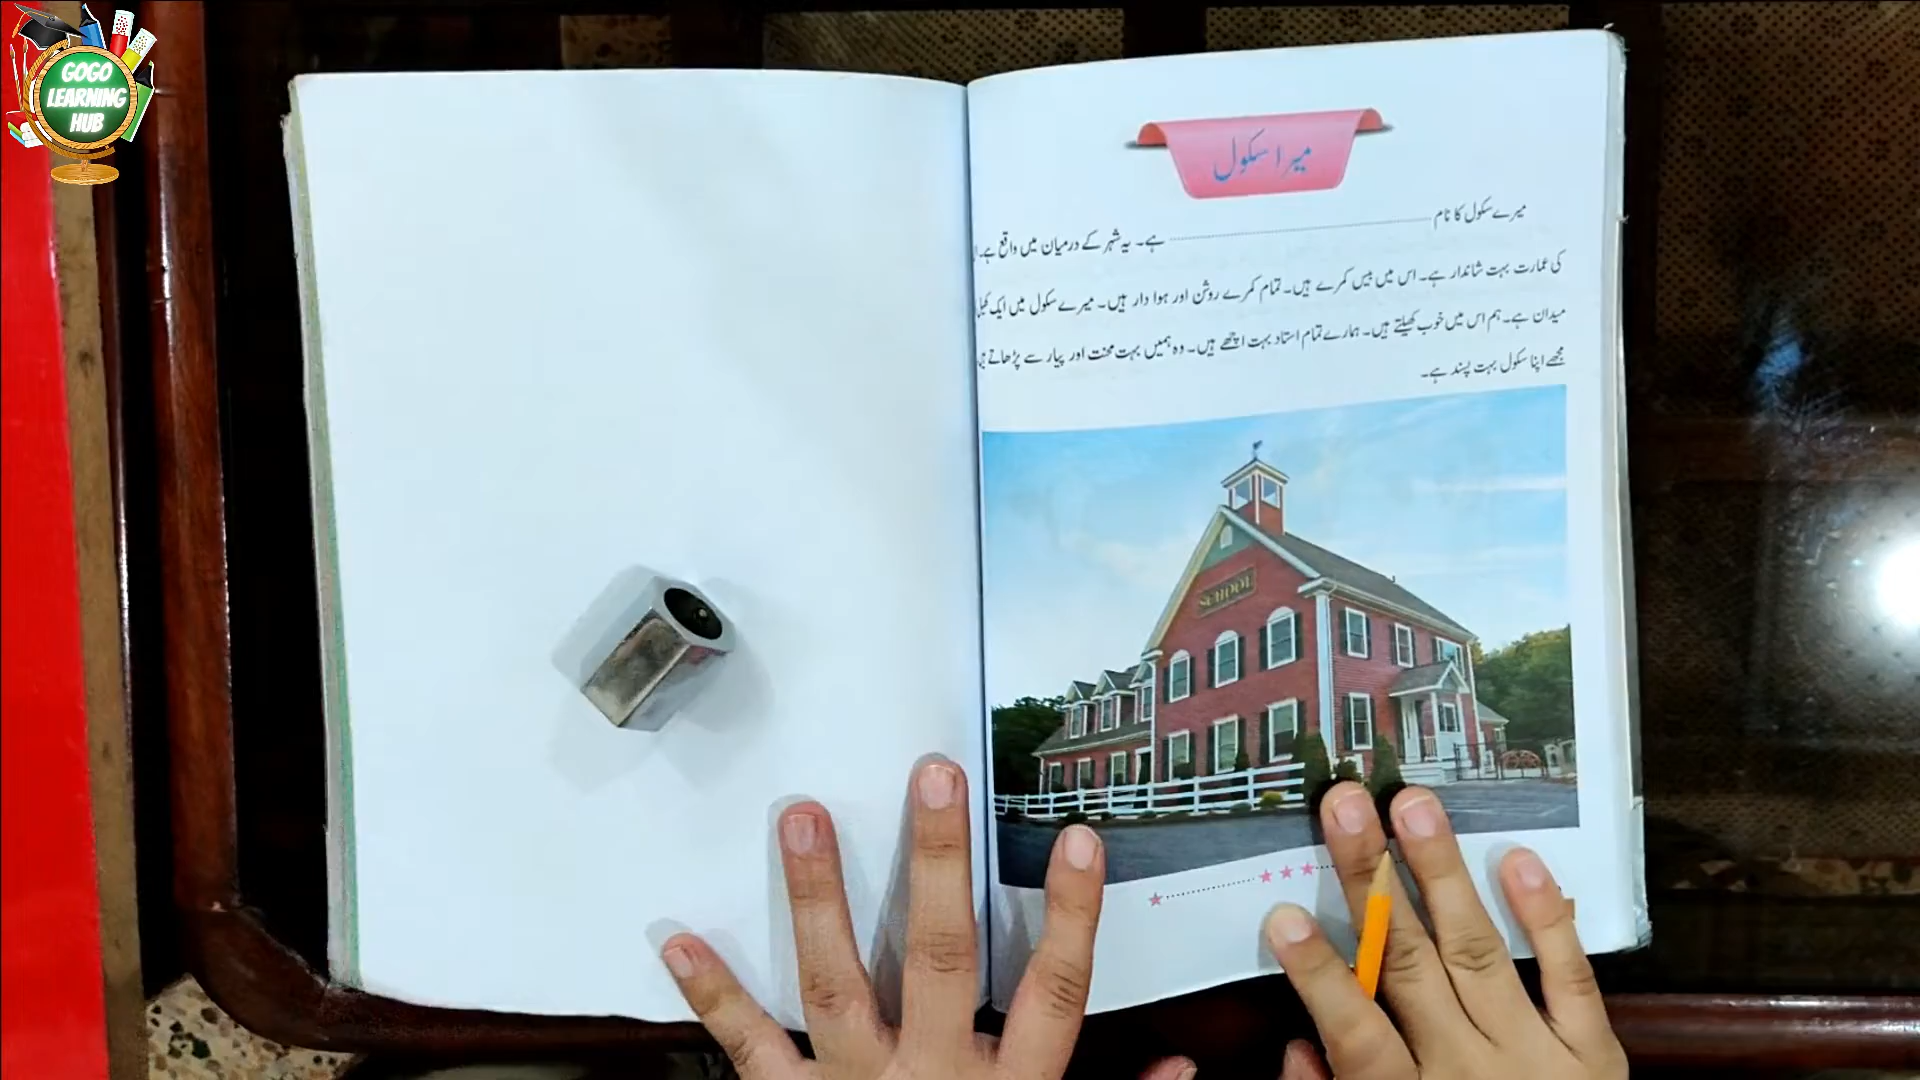 GOGO
LEARNING
HUB
میرا سکول
میرے سکول کا نام ........................ ہے۔ یہ شہر کے درمیان میں واقع ہے۔
کی عمارت بہت شاندار ہے۔ اس میں بیس کمرے ہیں۔ تمام کمرے روشن اور ہوا دار ہیں۔ میرے سکول میں ایک
میدان ہے۔ ہم اس میں خوب کھیلتے ہیں۔ ہمارے تمام استاد بہت اچھے ہیں۔ وہ ہمیں بہت محنت اور پیار سے پڑھاتے
مجھے اپنا سکول بہت پسند ہے۔
SCHOOL